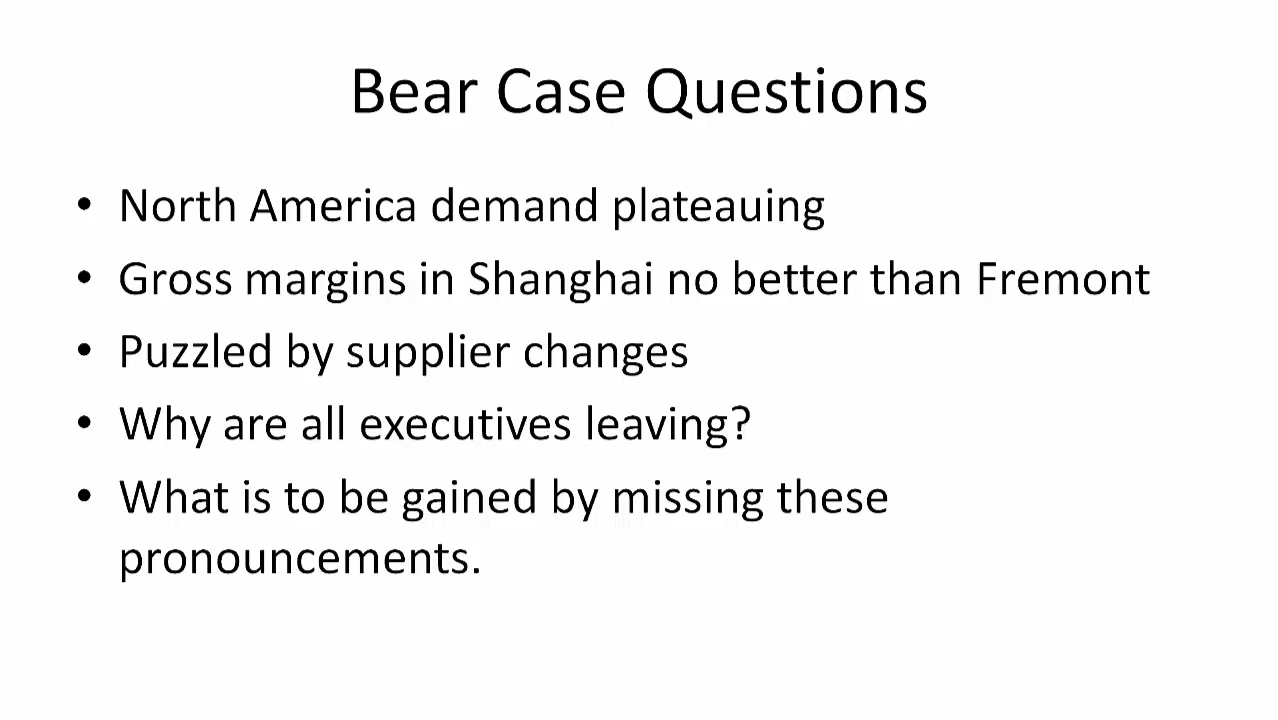 Bear Case Questions
• North America demand plateauing
• Gross margins in Shanghai no better than Fremont
• Puzzled by supplier changes
• Why are all executives leaving?
• What is to be gained by missing these
pronouncements.